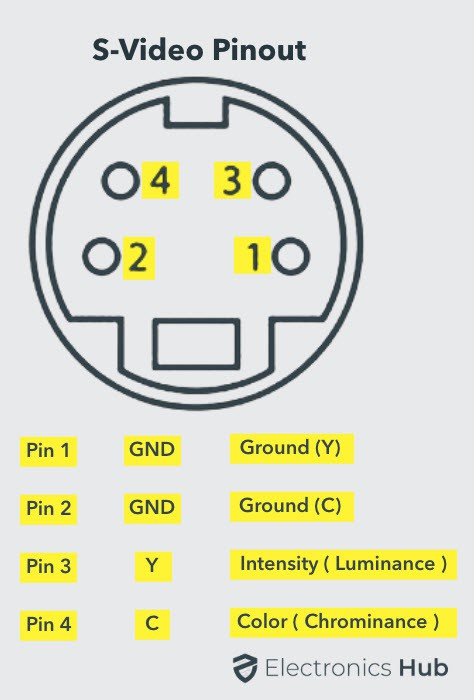 S-Video Pinout
4 3
2 1
Pin 1 GND Ground (Y)
Pin 2 GND Ground (C)
Pin 3 Y Intensity ( Luminance )
Pin 4 C Color ( Chrominance )
Electronics Hub